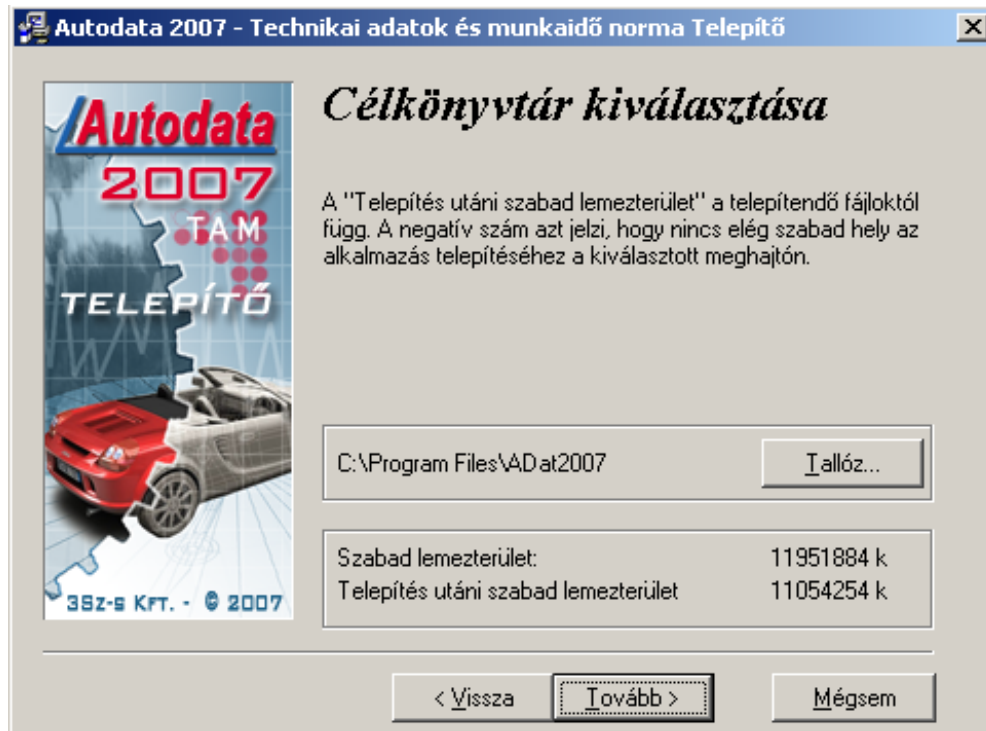 Autodata 2007 - Technikai adatok és munkaidő norma Telepítő
Autodata
2007
TAM
TELEPÍTŐ
3Sz-s Kft. - © 2007
Célkönyvtár kiválasztása
A "Telepítés utáni szabad lemezterület" a telepítendő fájloktól
függ. A negatív szám azt jelzi, hogy nincs elég szabad hely az
alkalmazás telepítéséhez a kiválasztott meghajtón.
C:\Program Files\ADat2007
Tallóz...
Szabad lemezterület: 11951884 k
Telepítés utáni szabad lemezterület 11054254 k
< Vissza
Tovább >
Mégsem